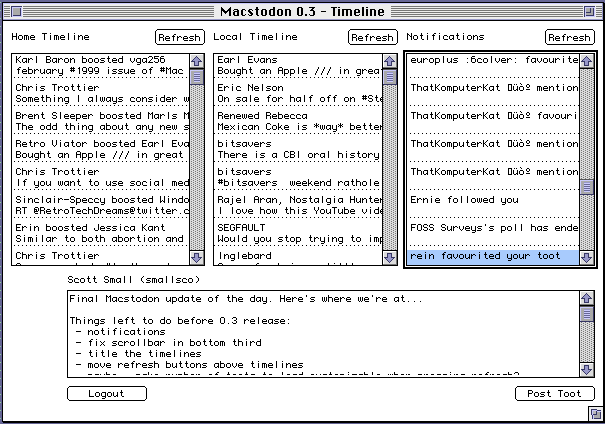 Macstodon 0.3 - Timeline
Home Timeline
Refresh
Karl Baron boosted vga256
february #1999 issue of #Mac
Chris Trottier
Something I always consider w
Brent Sleeper boosted Marls M
The odd thing about any new s
Retro Viator boosted Earl Eva
Bought an Apple /// in great
Chris Trottier
If you want to use social med
Sinclair-Speccy boosted Windo
RT @RetroTechDreams@twitter.c
Erin boosted Jessica Kant
Similar to both abortion and
Chris Trottier
Local Timeline
Refresh
Earl Evans
Bought an Apple /// in grea
Eric Nelson
On sale for half off on #Ste
Renewed Rebecca
Mexican Coke is *way* better
bitsavers
There is a CBI oral history
bitsavers
#bitsavers weekend rathole
Rajel Aran, Nostalgia Hunter
I love how this YouTube vide
SEGFAULT
Would you stop trying to imp
Inglebard
Notifications
Refresh
europlus :6colver: favourite
ThatKomputerKat mention
ThatKomputerKat favouri
ThatKomputerKat mention
ThatKomputerKat mention
Ernie followed you
FOSS Surveys's poll has ende
rein favourited your toot
Scott Small (smallsco)
Final Macstodon update of the day. Here's where we're at...
Things left to do before 0.3 release:
- notifications
- fix scrollbar in bottom third
- title the timelines
- move refresh buttons above timelines
Logout
Post Toot